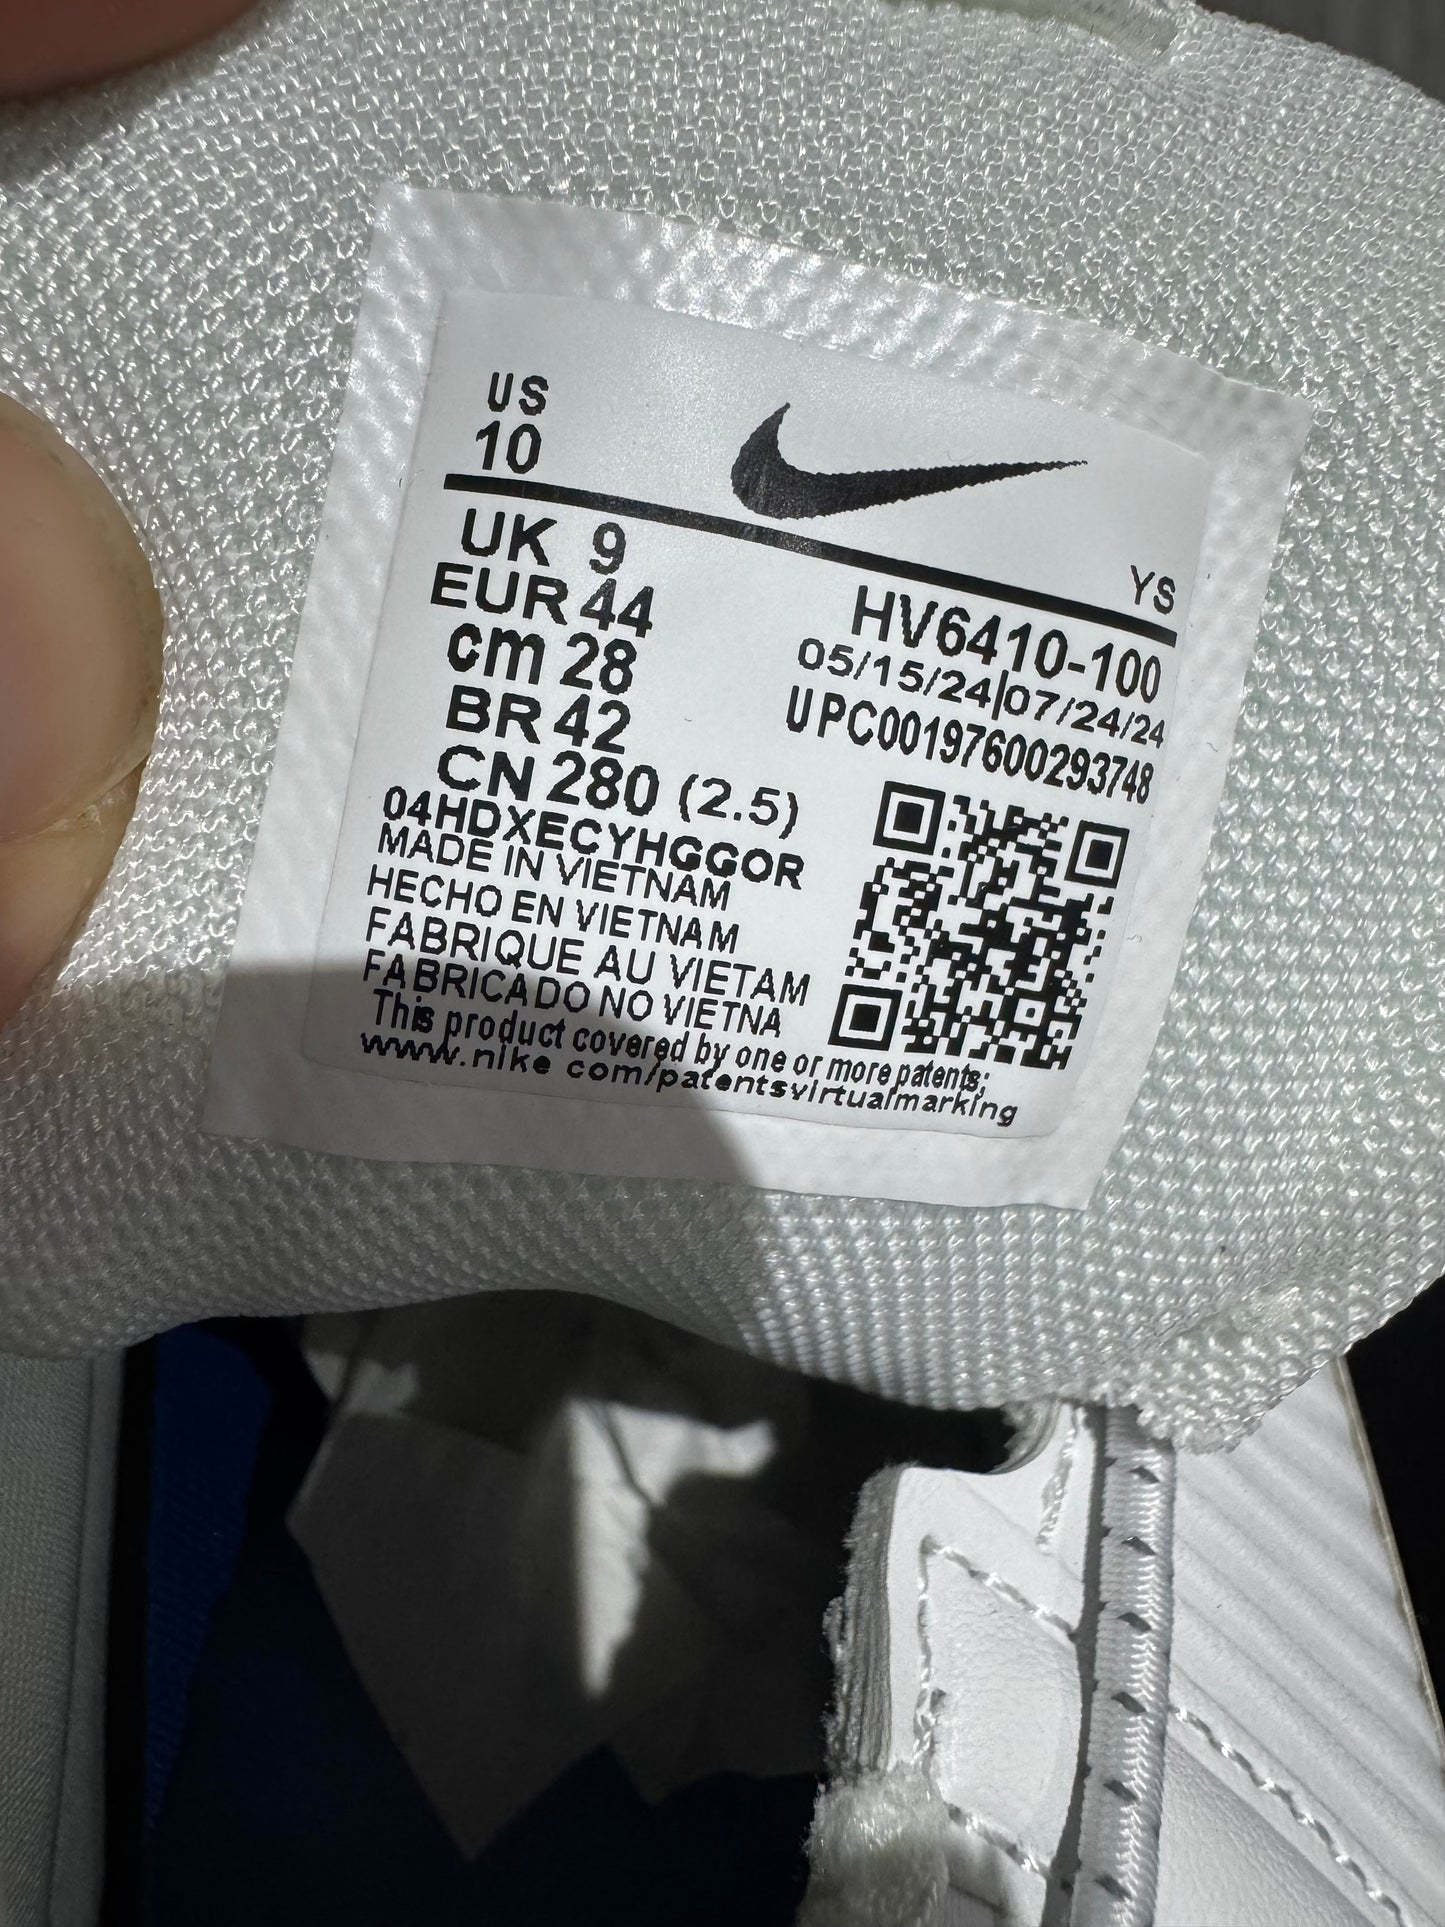 US
10
YS
UK 9
EUR 44
cm 28
BR 42
CN 280 (2.5)
HV6410-100
05/15/24|07/24/24
UPC00197600293748
04HDXECYHGGOR
MADE IN VIETNAM
HECHO EN VIETNAM
FABRIQUE AU VIETAM
FABRICADO NO VIETNA
This product covered by one or more patents;
www.nike com/patentsvirtualmarking